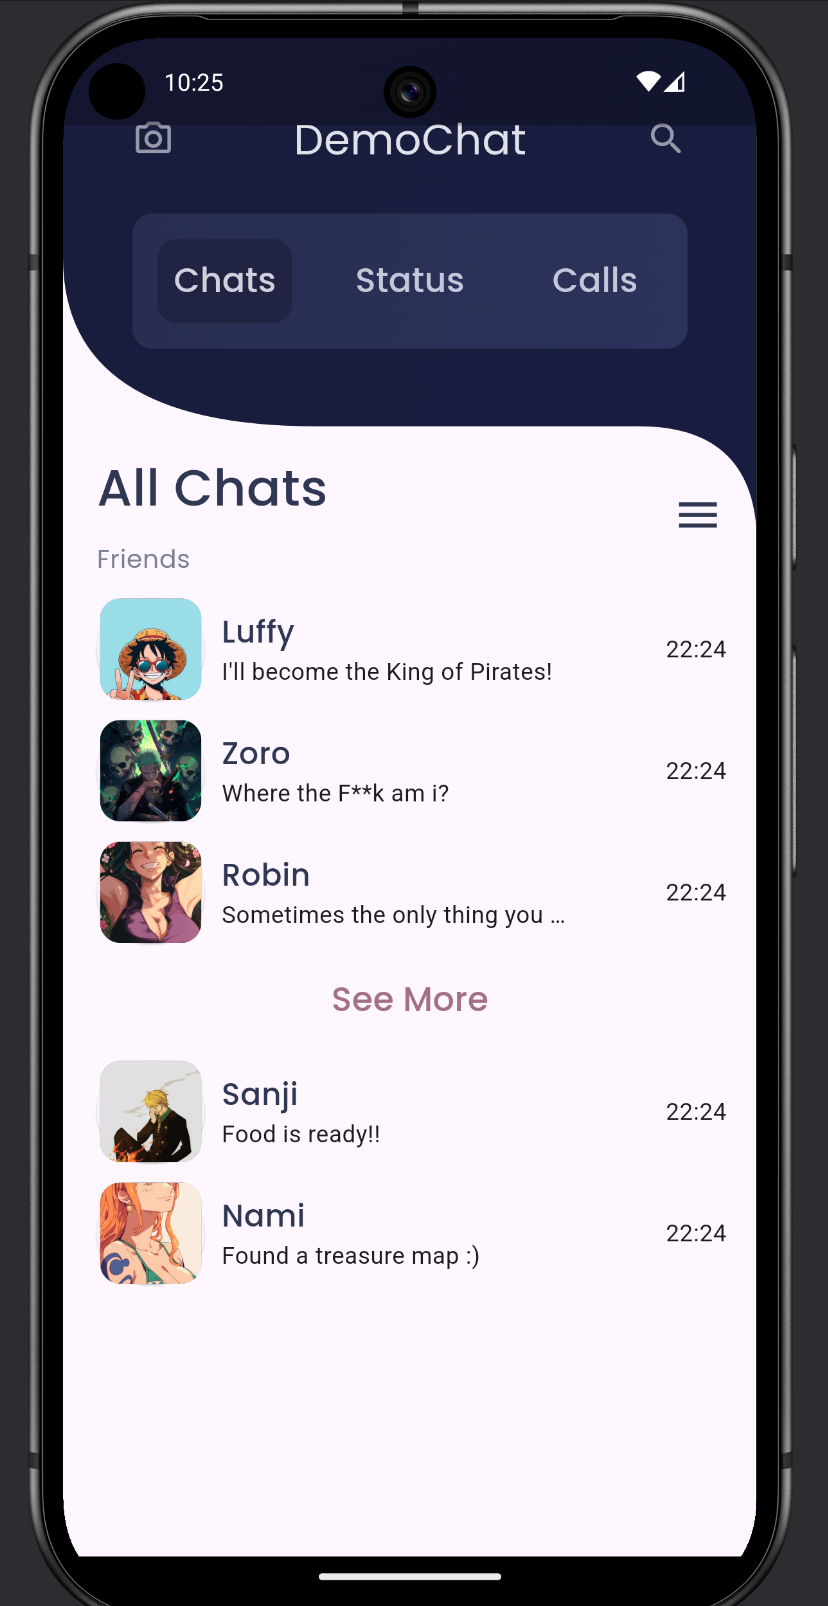 10:25
DemoChat
Chats Status Calls
All Chats
Friends
Luffy
I'll become the King of Pirates!
22:24
Zoro
Where the F**k am i?
22:24
Robin
Sometimes the only thing you ...
22:24
See More
Sanji
Food is ready!!
22:24
Nami
Found a treasure map :)
22:24